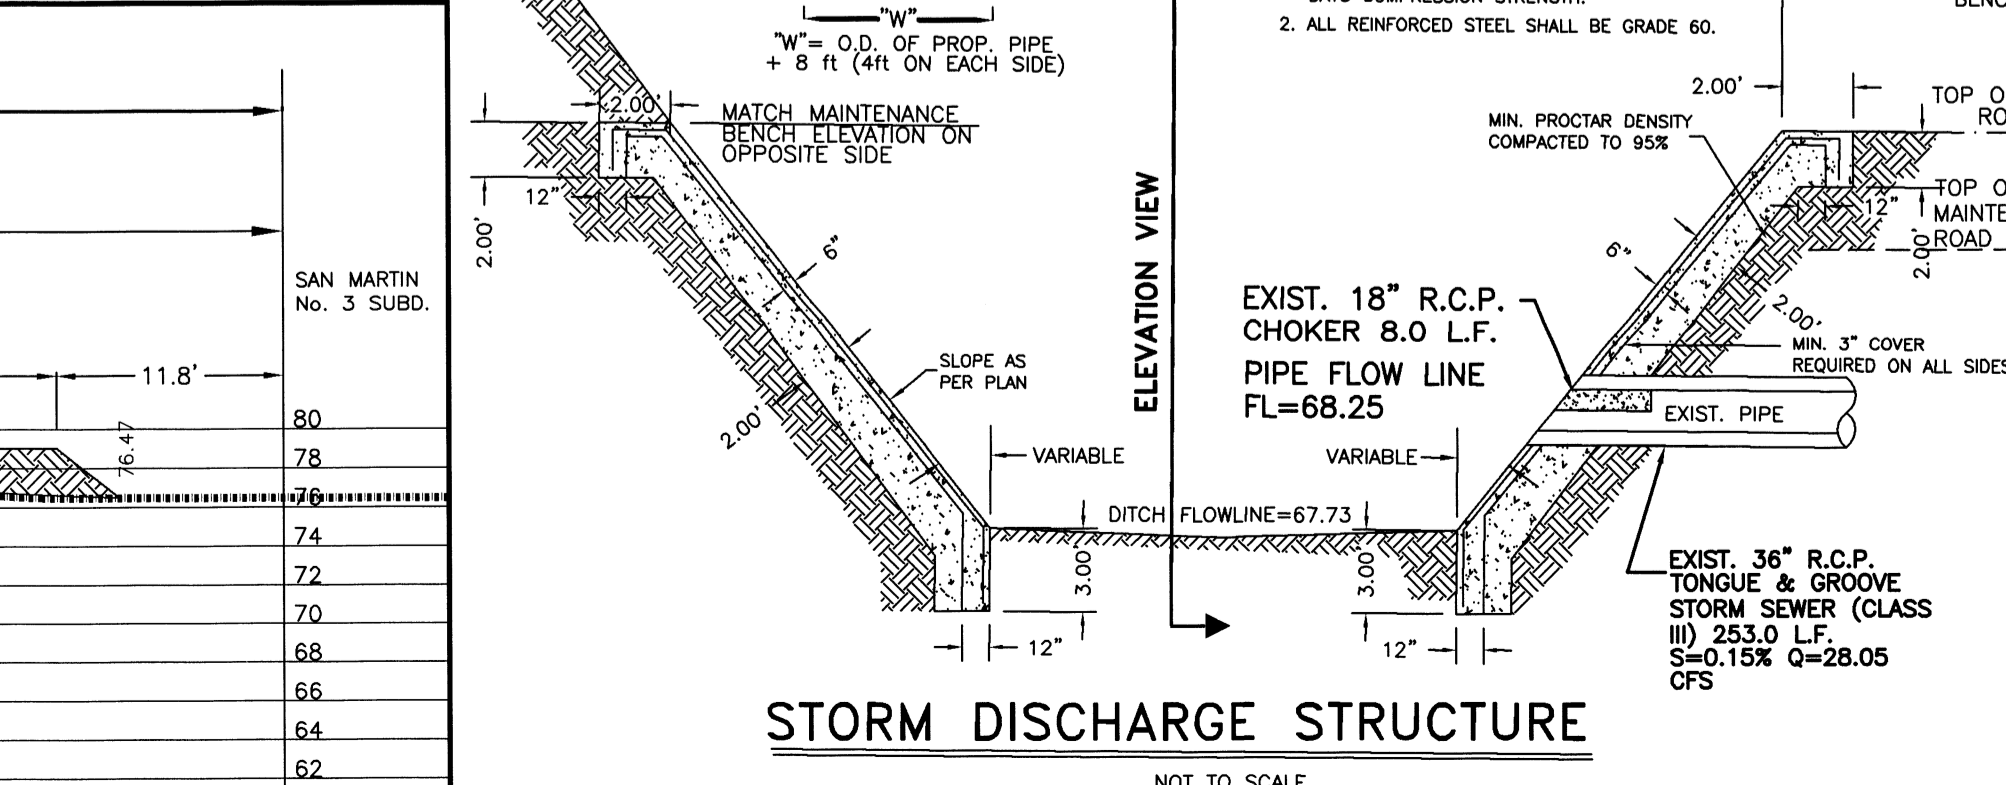 "W"
"W"= O.D. OF PROP. PIPE
+ 8 ft (4ft ON EACH SIDE)
2. ALL REINFORCED STEEL SHALL BE GRADE 60.
2.00'
MATCH MAINTENANCE
BENCH ELEVATION ON
OPPOSITE SIDE
12"
2.00'
6"
SLOPE AS
PER PLAN
2.00'
VARIABLE
DITCH FLOWLINE=67.73
3.00'
12"
ELEVATION VIEW
2.00'
MIN. PROCTAR DENSITY
COMPACTED TO 95%
TOP O
RO
TOP O
MAINTE
ROAD
12"
2.00'
6"
2.00'
EXIST. 18" R.C.P.
CHOKER 8.0 L.F.
PIPE FLOW LINE
FL=68.25
MIN. 3" COVER
REQUIRED ON ALL SIDES
EXIST. PIPE
VARIABLE
3.00'
12"
EXIST. 36" R.C.P.
TONGUE & GROOVE
STORM SEWER (CLASS
III) 253.0 L.F.
S=0.15% Q=28.05
CFS
STORM DISCHARGE STRUCTURE
NOT TO SCALE
SAN MARTIN
No. 3 SUBD.
11.8'
76.47
80
78
76
74
72
70
68
66
64
62